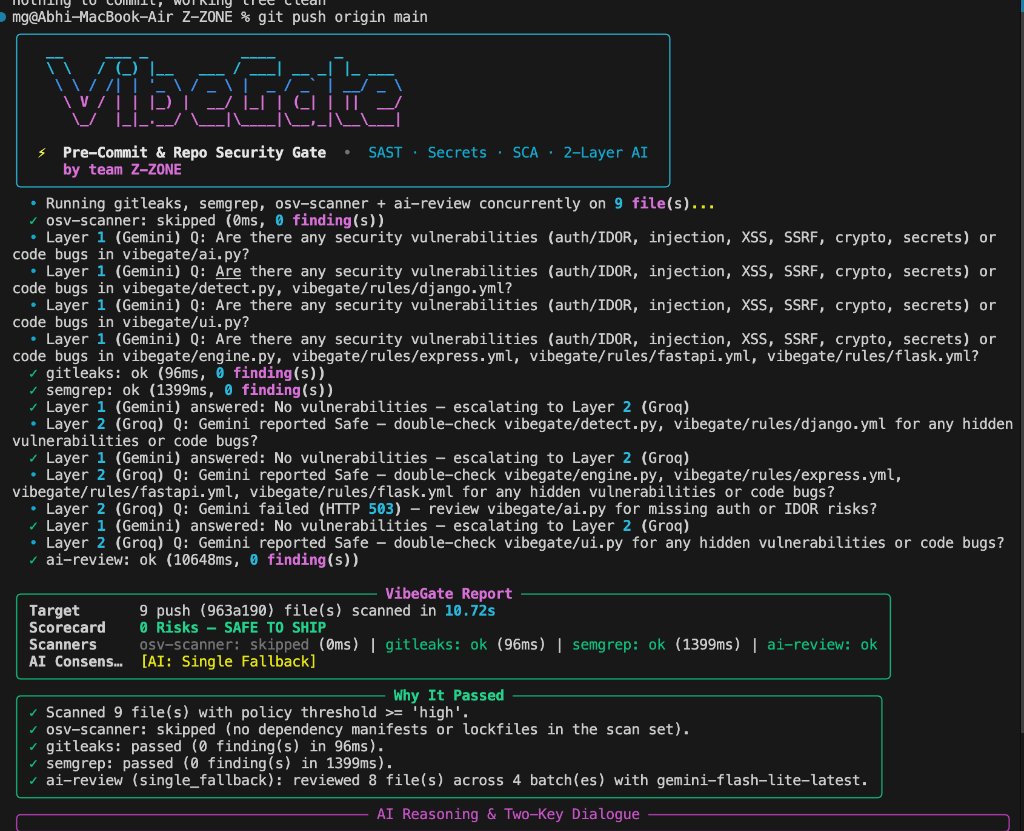 nothing to commit, working tree clean
mg@Abhi-MacBook-Air Z-ZONE % git push origin main
VibeGate
⚡ Pre-Commit & Repo Security Gate • SAST · Secrets · SCA · 2-Layer AI
by team Z-ZONE
• Running gitleaks, semgrep, osv-scanner + ai-review concurrently on 9 file(s)...
✓ osv-scanner: skipped (0ms, 0 finding(s))
• Layer 1 (Gemini) Q: Are there any security vulnerabilities (auth/IDOR, injection, XSS, SSRF, crypto, secrets) or
code bugs in vibegate/ai.py?
• Layer 1 (Gemini) Q: Are there any security vulnerabilities (auth/IDOR, injection, XSS, SSRF, crypto, secrets) or
code bugs in vibegate/detect.py, vibegate/rules/django.yml?
• Layer 1 (Gemini) Q: Are there any security vulnerabilities (auth/IDOR, injection, XSS, SSRF, crypto, secrets) or
code bugs in vibegate/ui.py?
• Layer 1 (Gemini) Q: Are there any security vulnerabilities (auth/IDOR, injection, XSS, SSRF, crypto, secrets) or
code bugs in vibegate/engine.py, vibegate/rules/express.yml, vibegate/rules/fastapi.yml, vibegate/rules/flask.yml?
✓ gitleaks: ok (96ms, 0 finding(s))
✓ semgrep: ok (1399ms, 0 finding(s))
✓ Layer 1 (Gemini) answered: No vulnerabilities — escalating to Layer 2 (Groq)
• Layer 2 (Groq) Q: Gemini reported Safe — double-check vibegate/detect.py, vibegate/rules/django.yml for any hidden
vulnerabilities or code bugs?
✓ Layer 1 (Gemini) answered: No vulnerabilities — escalating to Layer 2 (Groq)
• Layer 2 (Groq) Q: Gemini reported Safe — double-check vibegate/engine.py, vibegate/rules/express.yml,
vibegate/rules/fastapi.yml, vibegate/rules/flask.yml for any hidden vulnerabilities or code bugs?
• Layer 2 (Groq) Q: Gemini failed (HTTP 503) — review vibegate/ai.py for missing auth or IDOR risks?
✓ Layer 1 (Gemini) answered: No vulnerabilities — escalating to Layer 2 (Groq)
• Layer 2 (Groq) Q: Gemini reported Safe — double-check vibegate/ui.py for any hidden vulnerabilities or code bugs?
✓ ai-review: ok (10648ms, 0 finding(s))
VibeGate Report
Target 9 push (963a190) file(s) scanned in 10.72s
Scorecard 0 Risks — SAFE TO SHIP
Scanners osv-scanner: skipped (0ms) | gitleaks: ok (96ms) | semgrep: ok (1399ms) | ai-review: ok
AI Consens… [AI: Single Fallback]
Why It Passed
✓ Scanned 9 file(s) with policy threshold >= 'high'.
✓ osv-scanner: skipped (no dependency manifests or lockfiles in the scan set).
✓ gitleaks: passed (0 finding(s) in 96ms).
✓ semgrep: passed (0 finding(s) in 1399ms).
✓ ai-review (single_fallback): reviewed 8 file(s) across 4 batch(es) with gemini-flash-lite-latest.
AI Reasoning & Two-Key Dialogue